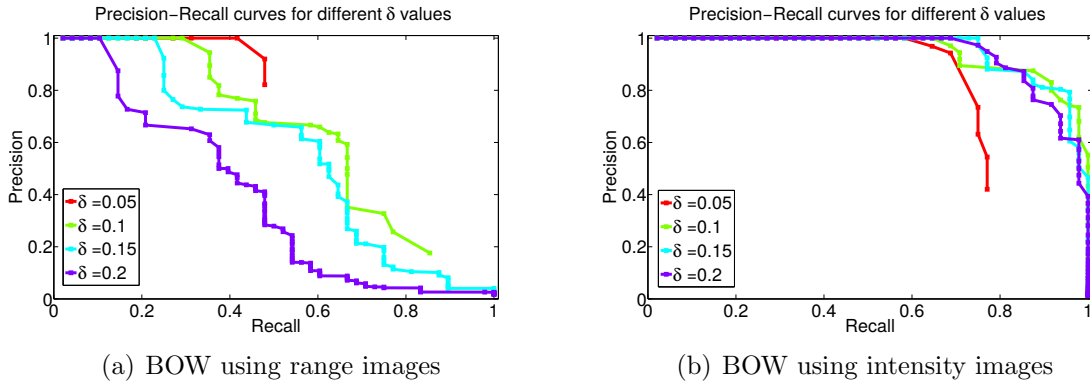 Precision−Recall curves for different δ values
1
0.8
0.6
0.4
0.2
0
Precision
δ =0.05
δ =0.1
δ =0.15
δ =0.2
0.2
0.4
0.6
0.8
1
Recall
(a) BOW using range images
Precision−Recall curves for different δ values
1
0.8
0.6
0.4
0.2
0
Precision
δ =0.05
δ =0.1
δ =0.15
δ =0.2
0
0.2
0.4
0.6
0.8
1
Recall
(b) BOW using intensity images